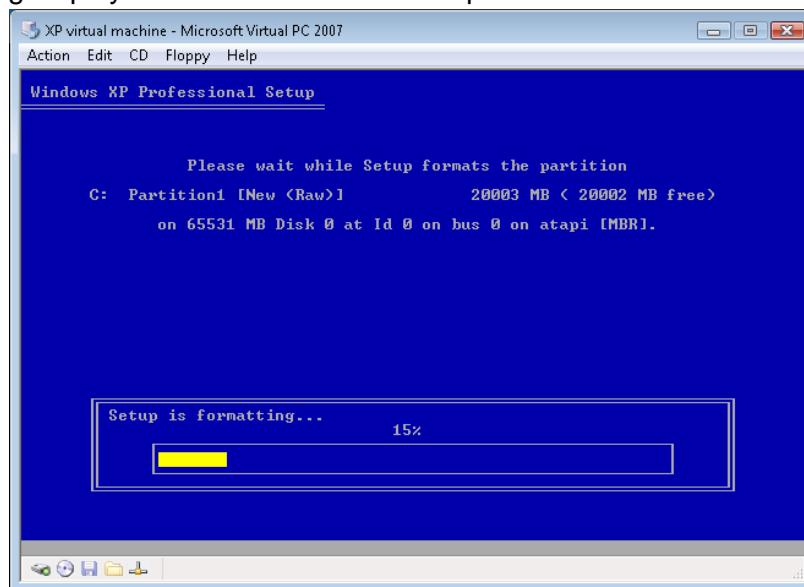 XP virtual machine - Microsoft Virtual PC 2007
Action Edit CD Floppy Help
Windows XP Professional Setup
Please wait while Setup formats the partition
C: Partition1 [New (Raw)] 20003 MB ( 20002 MB free)
on 65531 MB Disk 0 at Id 0 on bus 0 on atapi [MBR].
Setup is formatting...
15%